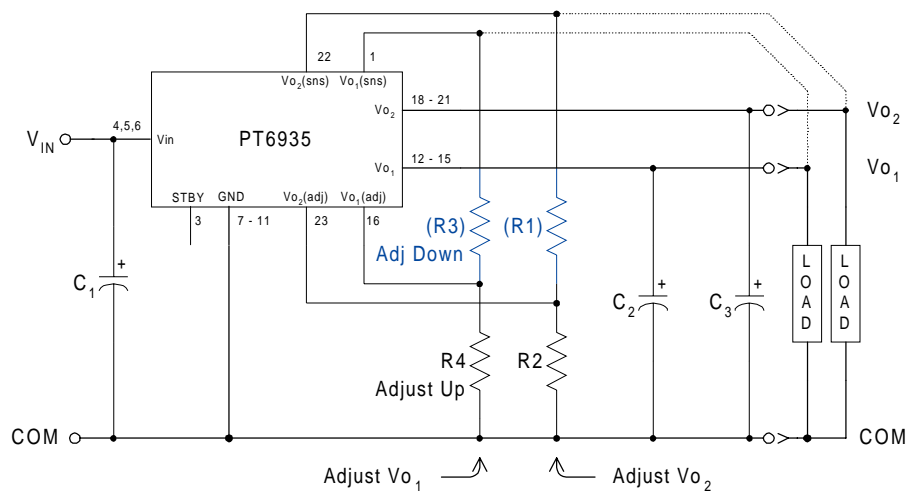 22
1
Vo2(sns)
Vo1(sns)
18 - 21
Vo2
Vo2
VIN
4,5,6
Vin
PT6935
12 - 15
Vo1
Vo1
STBY
GND
Vo2(adj)
Vo1(adj)
3
7 - 11
23
16
(R3)
(R1)
Adj Down
+
C1
+
C2
+
C3
LOAD
LOAD
R4
R2
Adjust Up
COM
COM
Adjust Vo1
Adjust Vo2